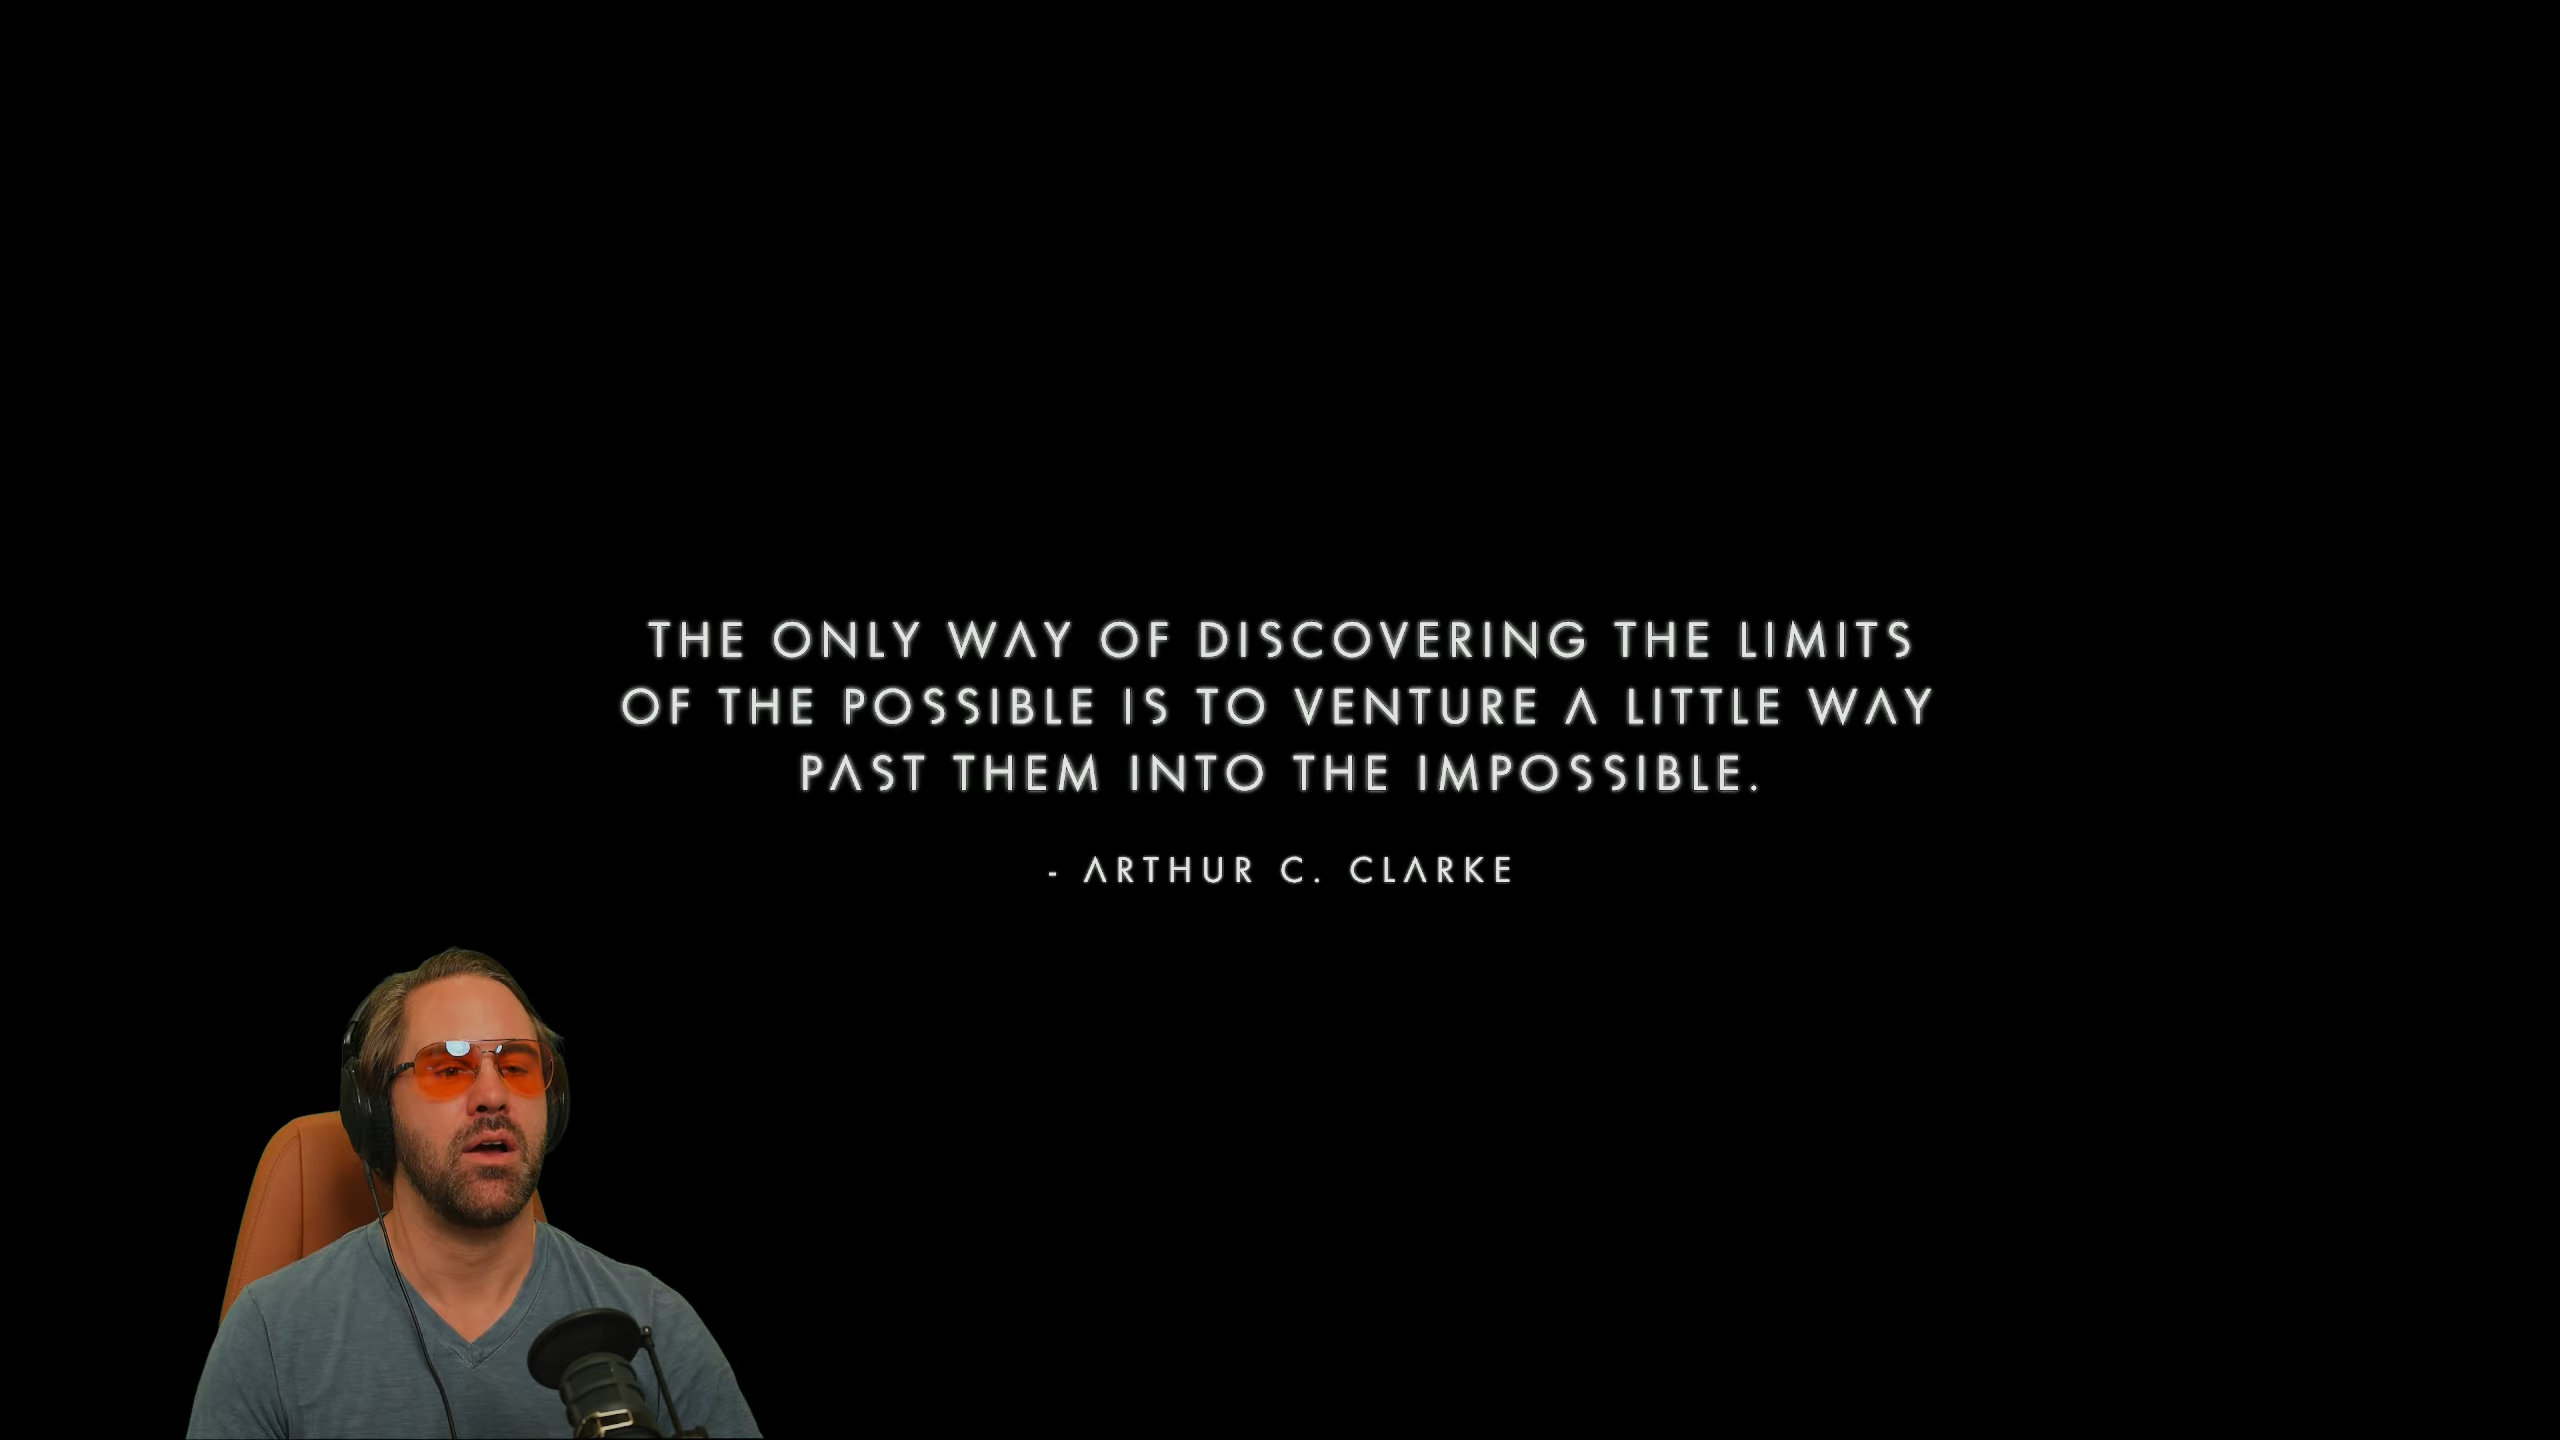 THE ONLY WAY OF DISCOVERING THE LIMITS
OF THE POSSIBLE IS TO VENTURE A LITTLE WAY
PAST THEM INTO THE IMPOSSIBLE.
- ARTHUR C. CLARKE